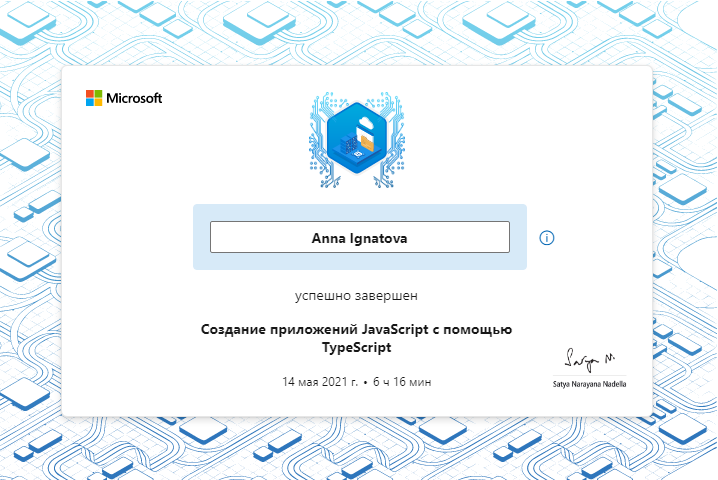 Microsoft
Anna Ignatova
успешно завершен
Создание приложений JavaScript с помощью
TypeScript
14 мая 2021 г. • 6 ч 16 мин
Satya N.
Satya Narayana Nadella